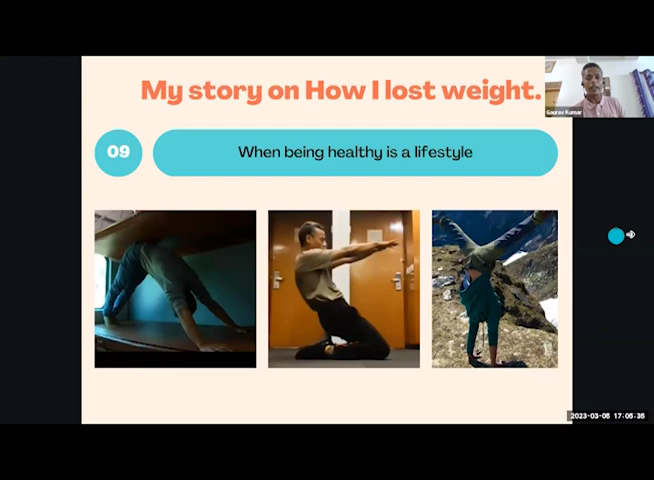 My story on How I lost weight.
Gourav Kumar
09
When being healthy is a lifestyle
2023-03-05 17:05:35